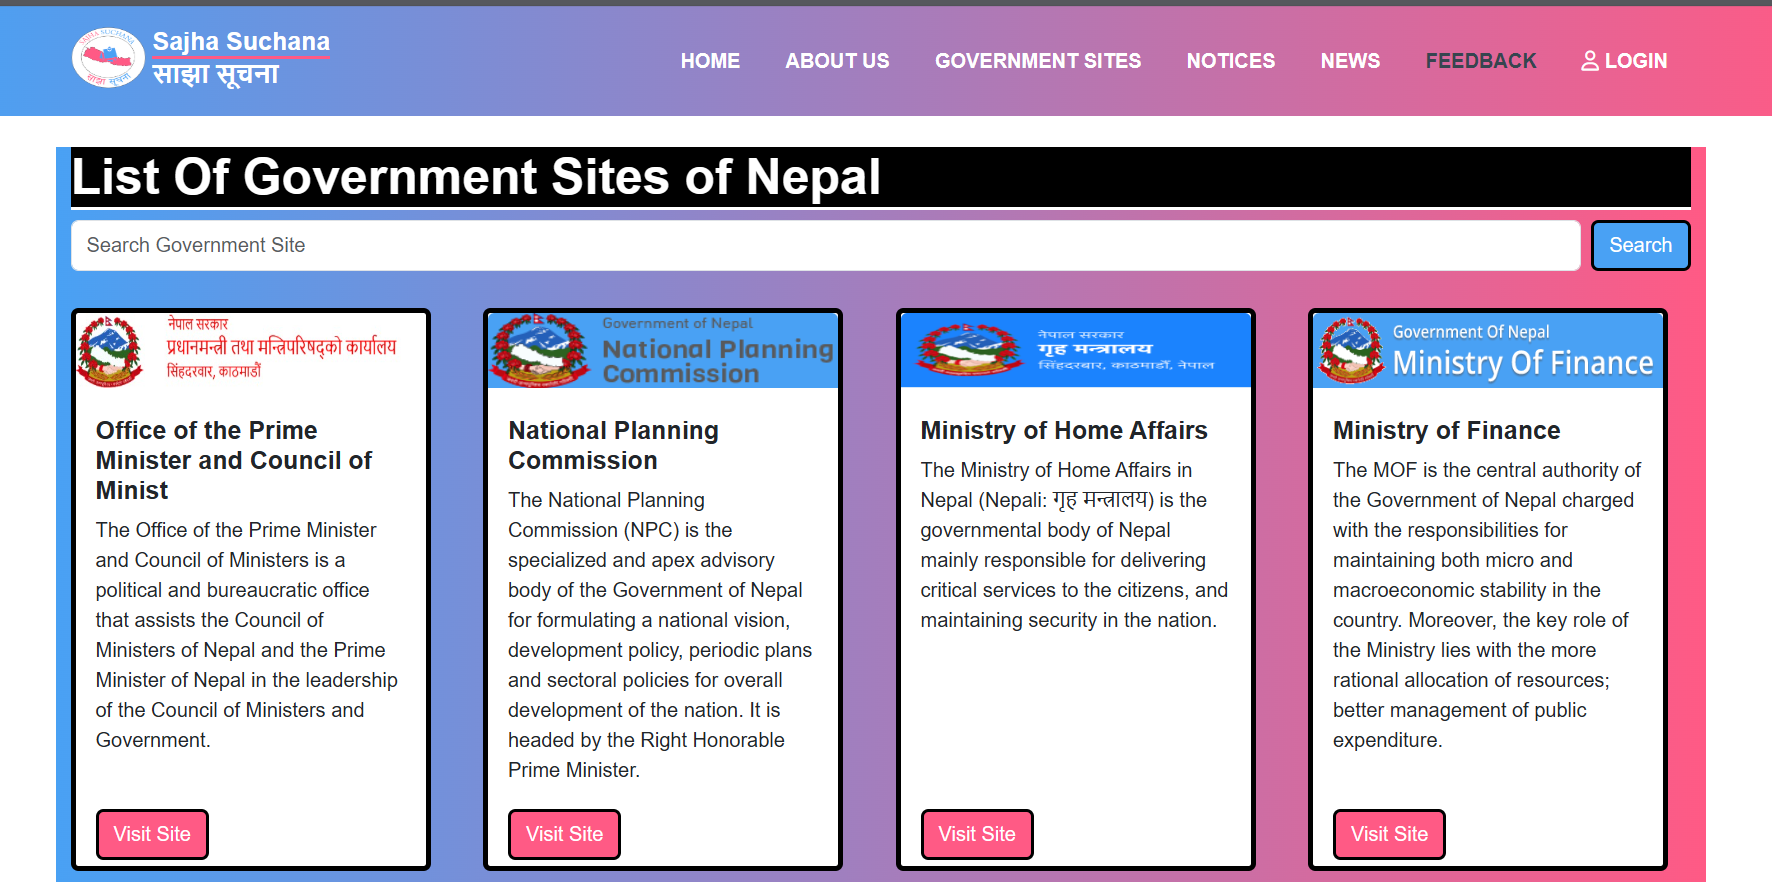 SAJHA SUCHANA
साझा सूचना
Sajha Suchana
साझा सूचना
HOME
ABOUT US
GOVERNMENT SITES
NOTICES
NEWS
FEEDBACK
LOGIN
List Of Government Sites of Nepal
Search Government Site
Search
नेपाल सरकार
प्रधानमन्त्री तथा मन्त्रिपरिषद्को कार्यालय
सिंहदरबार, काठमाडौं
Office of the Prime
Minister and Council of
Minist
The Office of the Prime Minister
and Council of Ministers is a
political and bureaucratic office
that assists the Council of
Ministers of Nepal and the Prime
Minister of Nepal in the leadership
of the Council of Ministers and
Government.
Visit Site
Government of Nepal
National Planning
Commission
National Planning
Commission
The National Planning
Commission (NPC) is the
specialized and apex advisory
body of the Government of Nepal
for formulating a national vision,
development policy, periodic plans
and sectoral policies for overall
development of the nation. It is
headed by the Right Honorable
Prime Minister.
Visit Site
नेपाल सरकार
गृह मन्त्रालय
सिंहदरबार, काठमाडौँ, नेपाल
Ministry of Home Affairs
The Ministry of Home Affairs in
Nepal (Nepali: गृह मन्त्रालय) is the
governmental body of Nepal
mainly responsible for delivering
critical services to the citizens, and
maintaining security in the nation.
Visit Site
Government Of Nepal
Ministry Of Finance
Ministry of Finance
The MOF is the central authority of
the Government of Nepal charged
with the responsibilities for
maintaining both micro and
macroeconomic stability in the
country. Moreover, the key role of
the Ministry lies with the more
rational allocation of resources;
better management of public
expenditure.
Visit Site